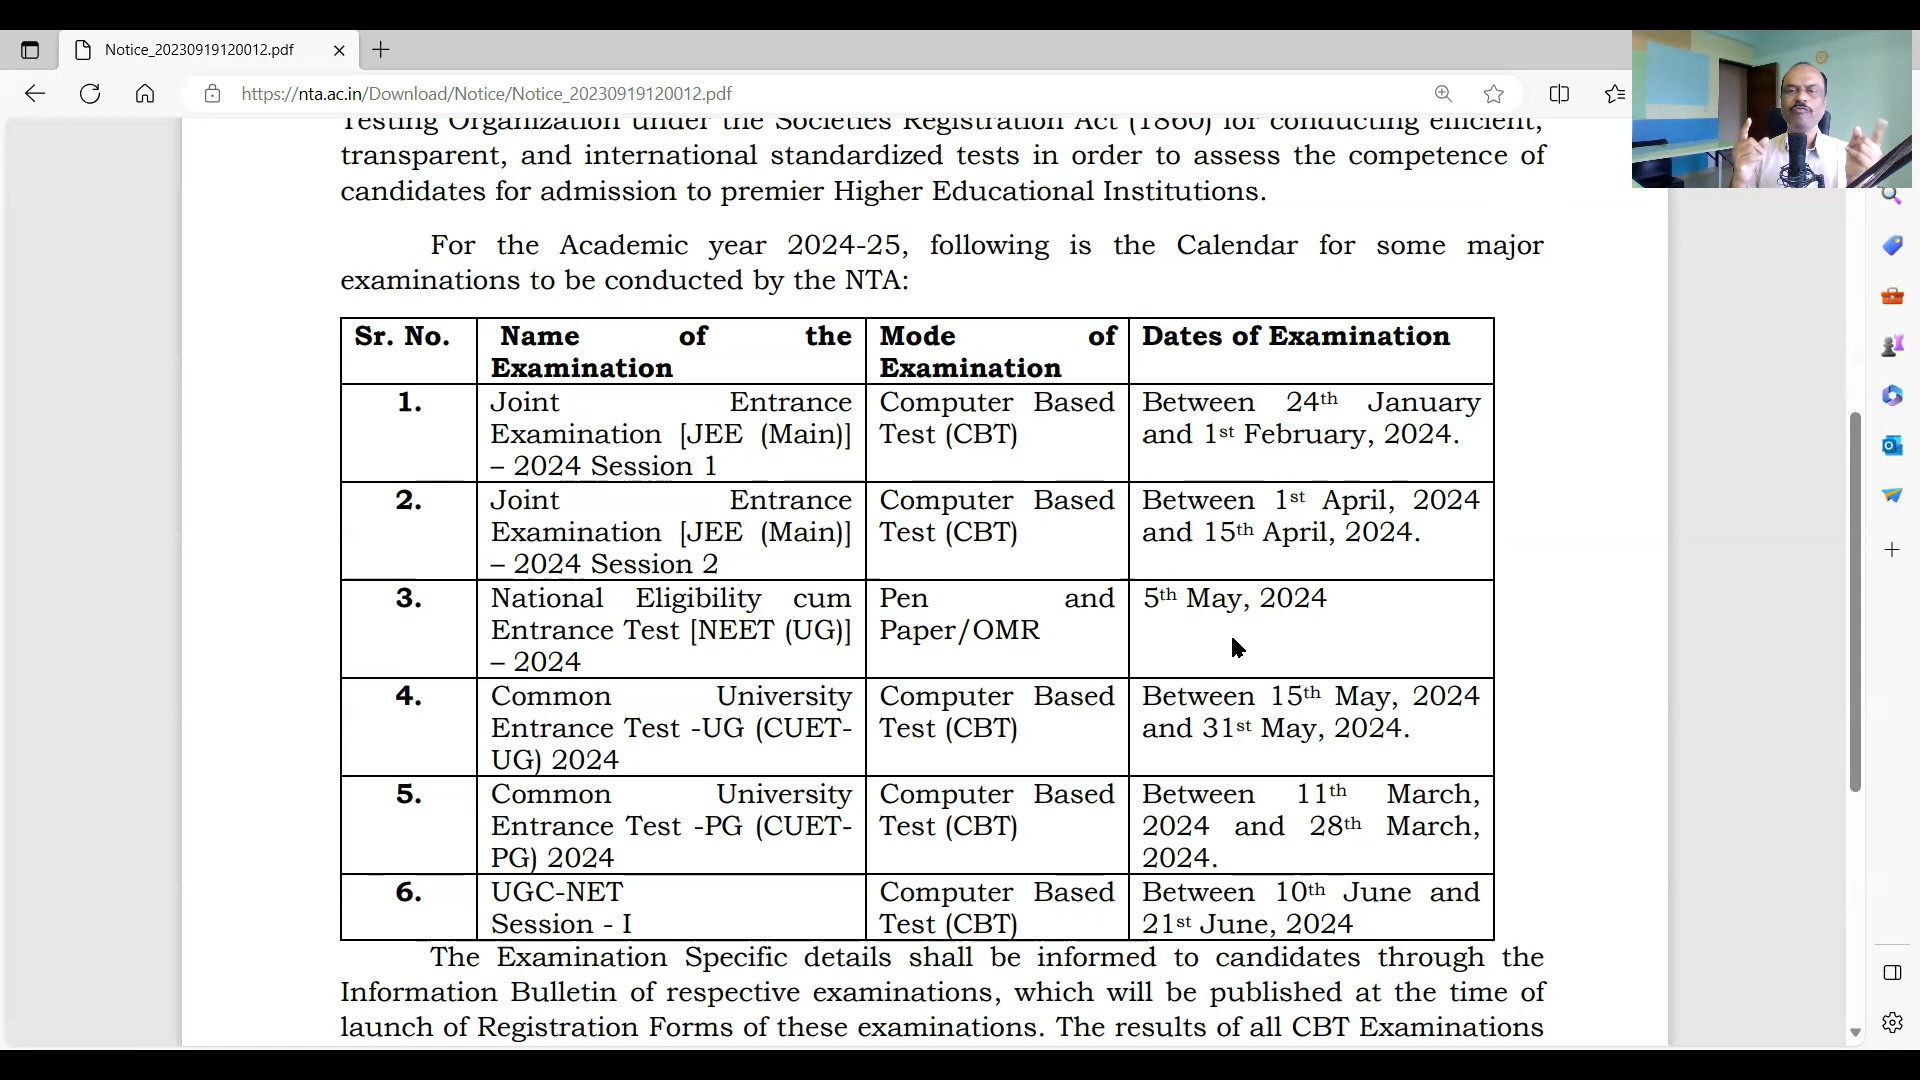 Notice_20230919120012.pdf
https://nta.ac.in/Download/Notice/Notice_20230919120012.pdf
Testing Organization under the Societies Registration Act (1860) for conducting efficient,
transparent, and international standardized tests in order to assess the competence of
candidates for admission to premier Higher Educational Institutions.
For the Academic year 2024-25, following is the Calendar for some major
examinations to be conducted by the NTA:
Sr. No.
Name of the
Examination
Mode of
Examination
Dates of Examination
1.
Joint Entrance
Examination [JEE (Main)]
– 2024 Session 1
Computer Based
Test (CBT)
Between 24th January
and 1st February, 2024.
2.
Joint Entrance
Examination [JEE (Main)]
– 2024 Session 2
Computer Based
Test (CBT)
Between 1st April, 2024
and 15th April, 2024.
3.
National Eligibility cum
Entrance Test [NEET (UG)]
– 2024
Pen and
Paper/OMR
5th May, 2024
4.
Common University
Entrance Test -UG (CUET-
UG) 2024
Computer Based
Test (CBT)
Between 15th May, 2024
and 31st May, 2024.
5.
Common University
Entrance Test -PG (CUET-
PG) 2024
Computer Based
Test (CBT)
Between 11th March,
2024 and 28th March,
2024.
6.
UGC-NET
Session - I
Computer Based
Test (CBT)
Between 10th June and
21st June, 2024
The Examination Specific details shall be informed to candidates through the
Information Bulletin of respective examinations, which will be published at the time of
launch of Registration Forms of these examinations. The results of all CBT Examinations